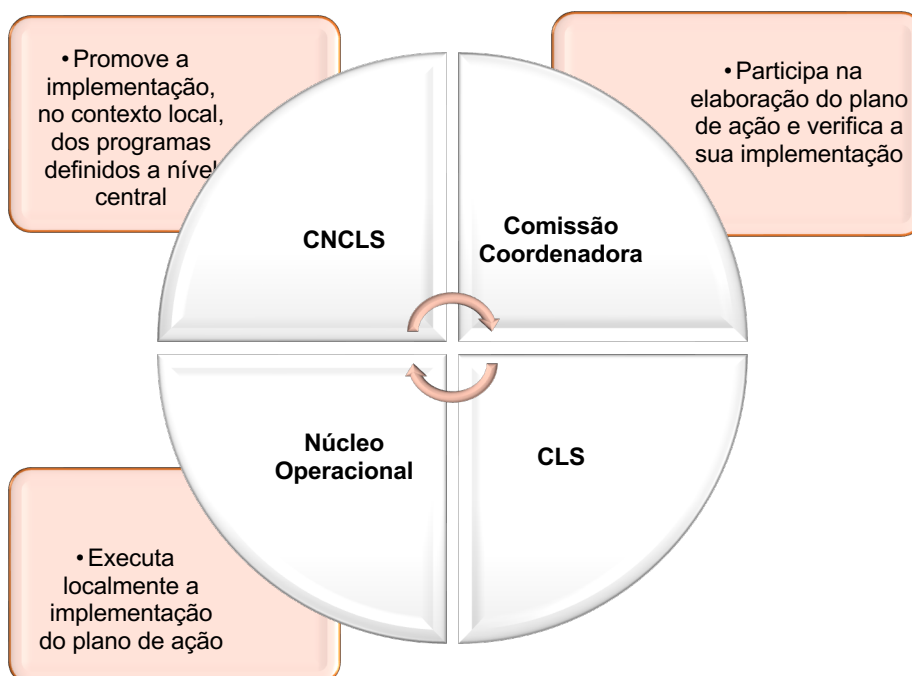 • Promove a
implementação,
no contexto local,
dos programas
definidos a nível
central
• Participa na
elaboração do plano
de ação e verifica a
sua implementação
CNCLS
Comissão
Coordenadora
Núcleo
Operacional
CLS
• Executa
localmente a
implementação
do plano de ação